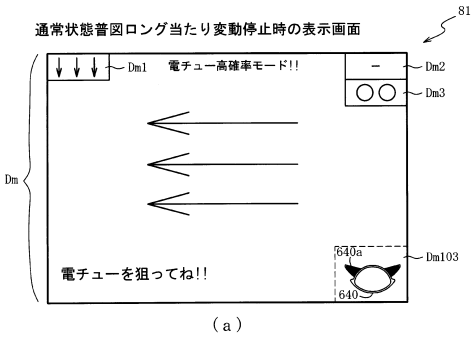 81
通常状態普図ロング当たり変動停止時の表示画面
Dm1
電チュー高確率モード!!
－
Dm2
Dm3
Dm
640a
Dm103
電チューを狙ってね!!
640
(a)